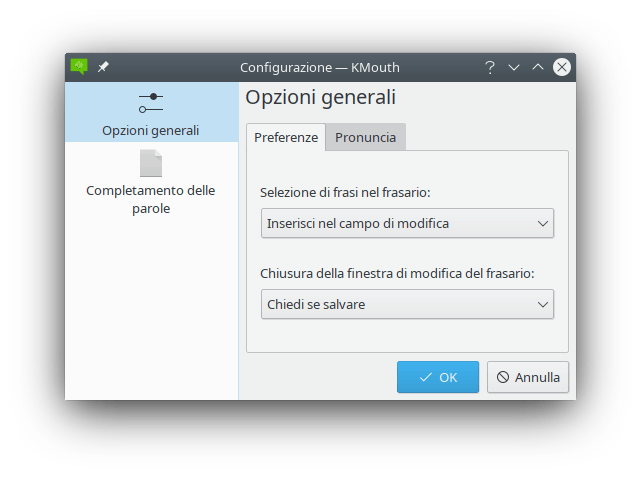 Configurazione — KMouth
Opzioni generali
Completamento delle
parole
Opzioni generali
Preferenze
Pronuncia
Selezione di frasi nel frasario:
Inserisci nel campo di modifica
Chiusura della finestra di modifica del frasario:
Chiedi se salvare
OK
Annulla